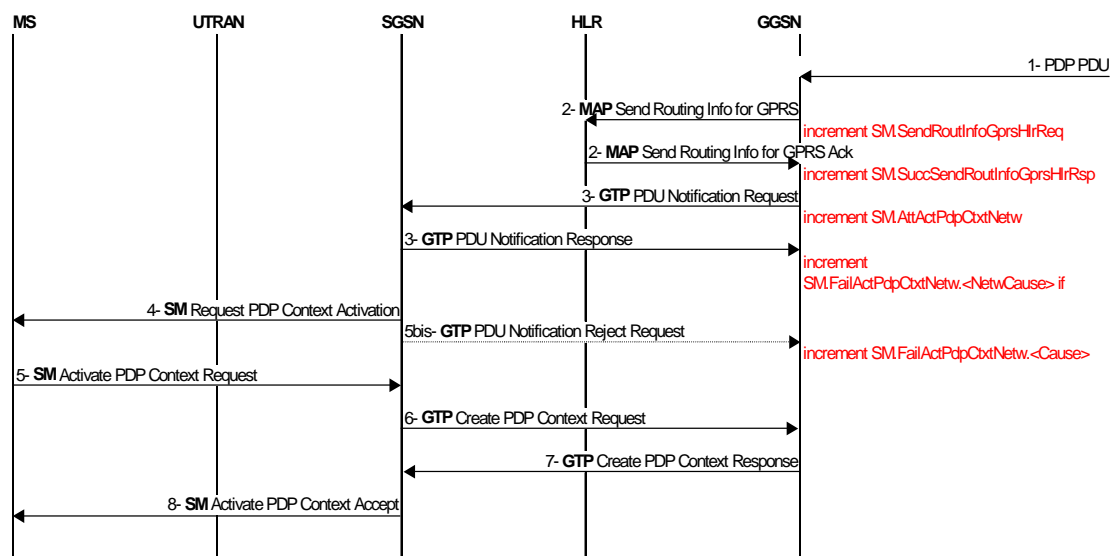 MS UTRAN SGSN HLR GGSN
1- PDP PDU
2- MAP Send Routing Info for GPRS
increment SM.SendRoutInfoGprsHlrReq
2- MAP Send Routing Info for GPRS Ack
increment SM.SuccSendRoutInfoGprsHlrRsp
3- GTP PDU Notification Request
increment SM.AttActPdpCtxtNetw
3- GTP PDU Notification Response
increment
SM.FailActPdpCtxtNetw.<NetwCause> if
4- SM Request PDP Context Activation
5bis- GTP PDU Notification Reject Request
increment SM.FailActPdpCtxtNetw.<Cause>
5- SM Activate PDP Context Request
6- GTP Create PDP Context Request
7- GTP Create PDP Context Response
8- SM Activate PDP Context Accept